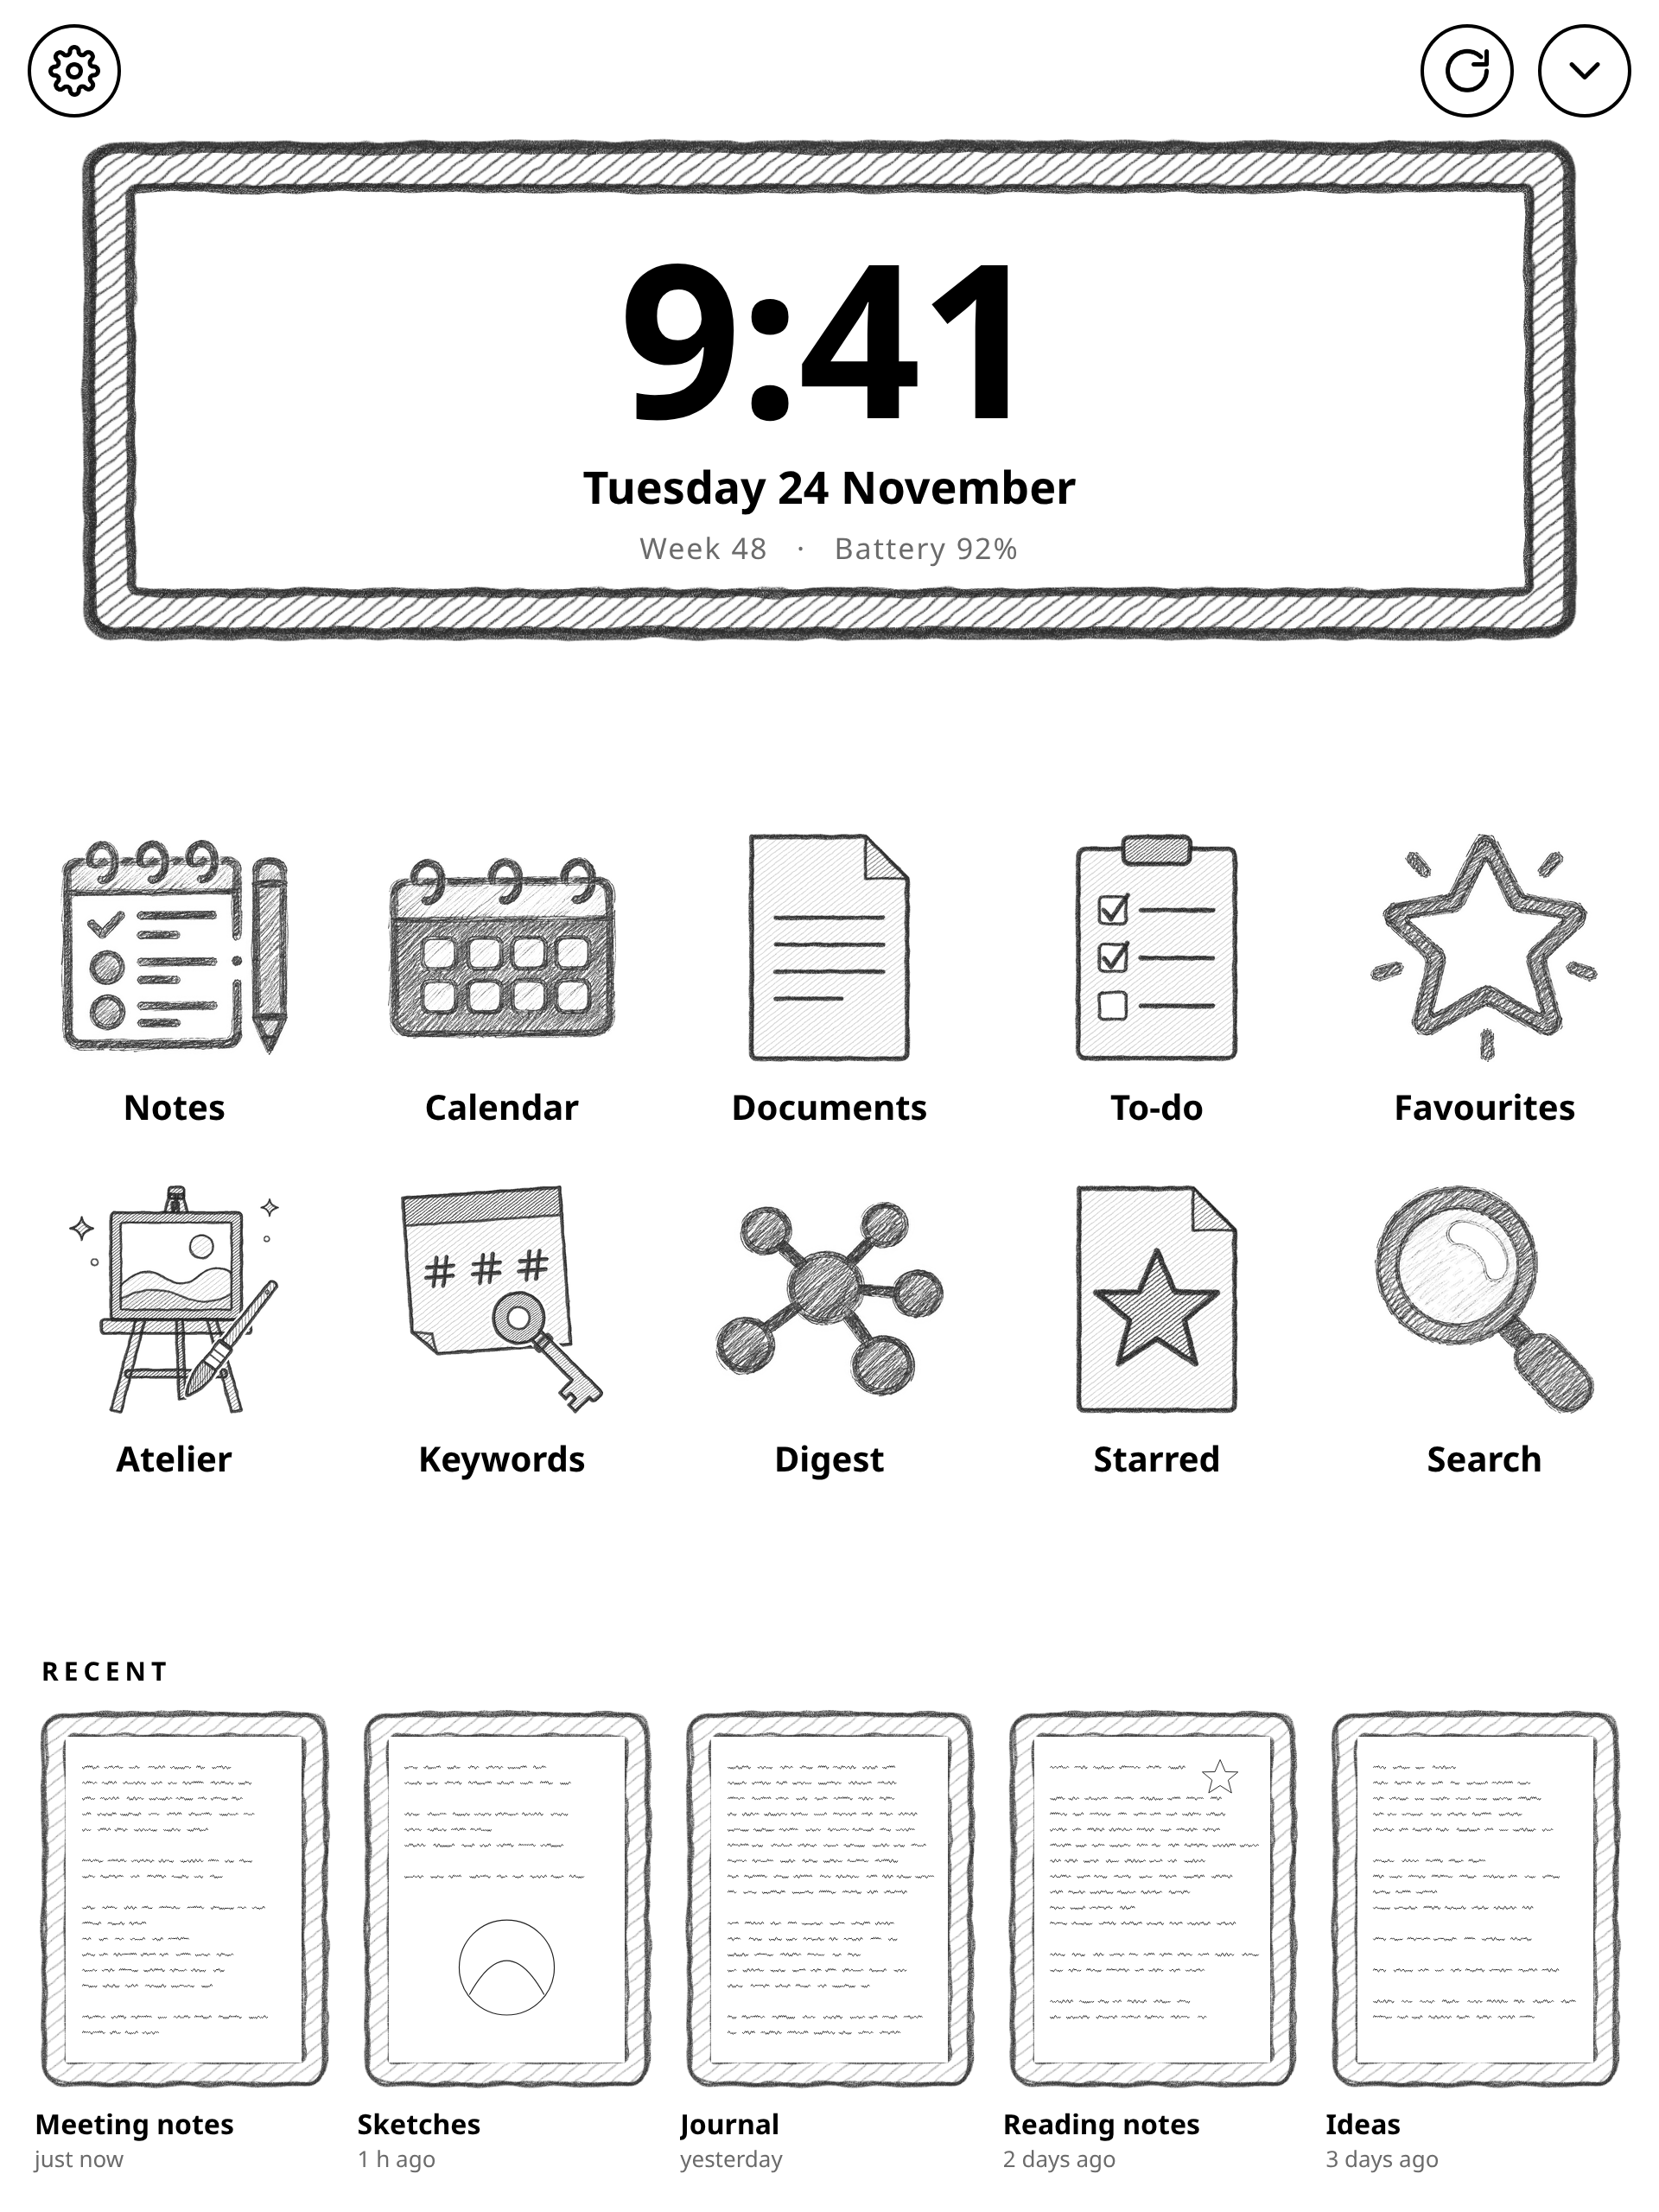 9:41
Tuesday 24 November
Week 48 · Battery 92%
Notes
Calendar
Documents
To-do
Favourites
# # #
Atelier
Keywords
Digest
Starred
Search
RECENT
Meeting notes
just now
Sketches
1 h ago
Journal
yesterday
Reading notes
2 days ago
Ideas
3 days ago